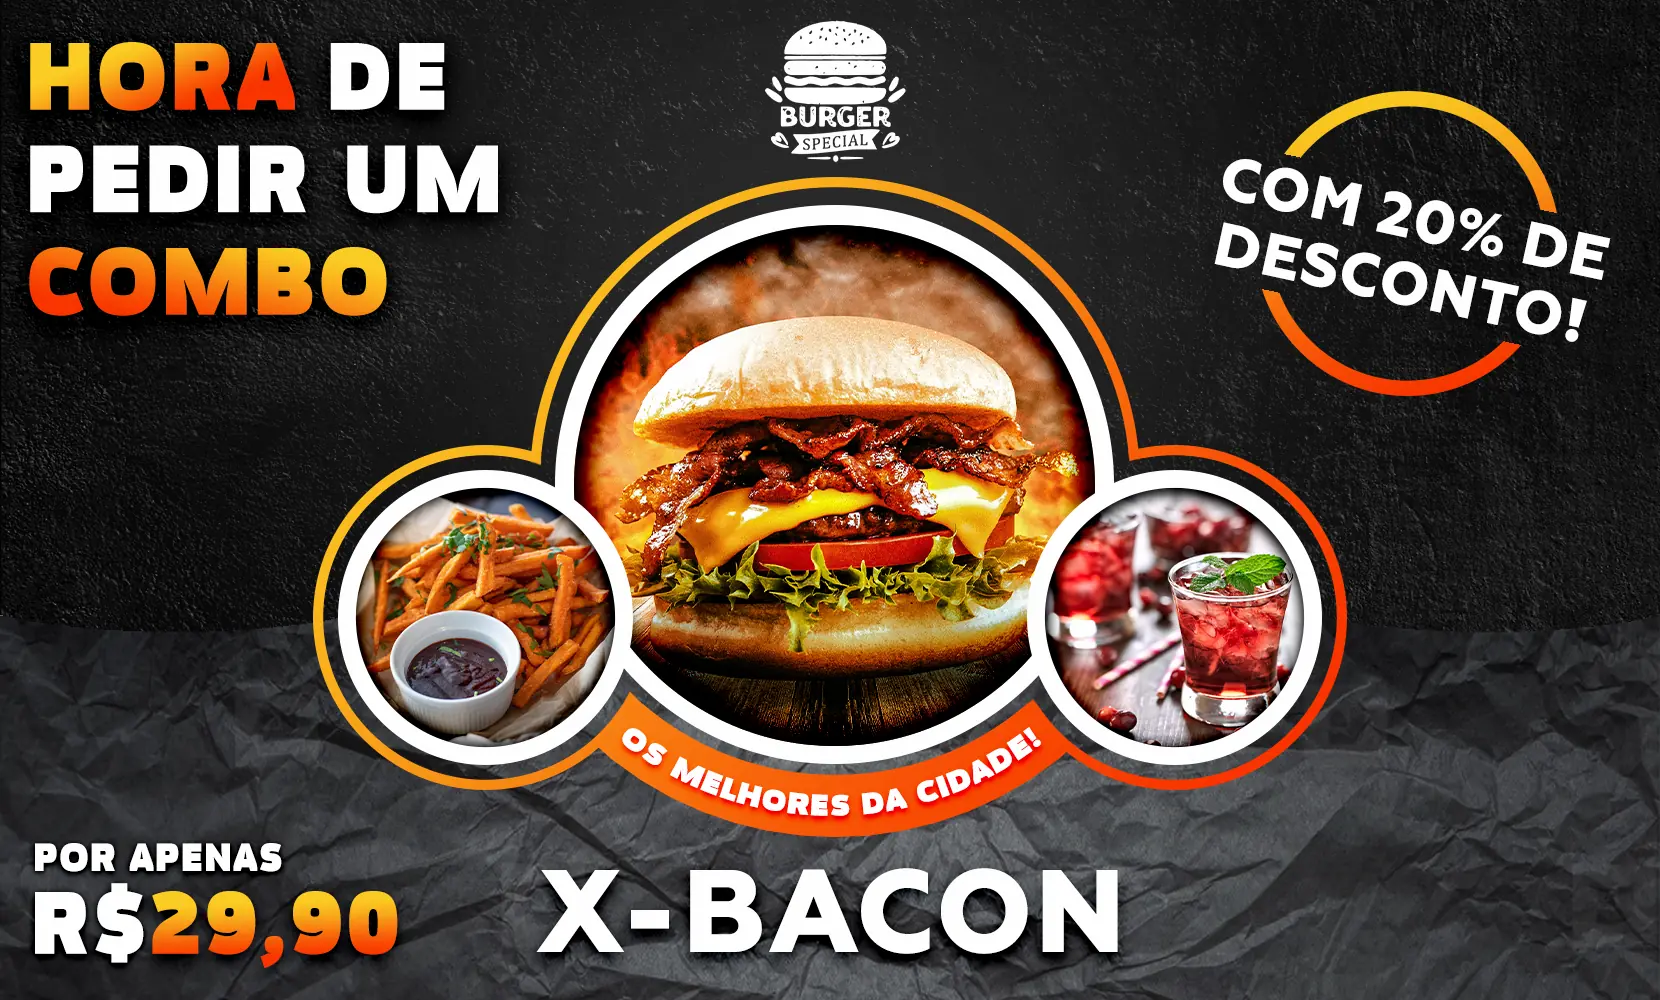 HORA DE
PEDIR UM
COMBO
BURGER
SPECIAL
COM 20% DE
DESCONTO!
OS MELHORES DA CIDADE!
POR APENAS
R$29,90
X-BACON